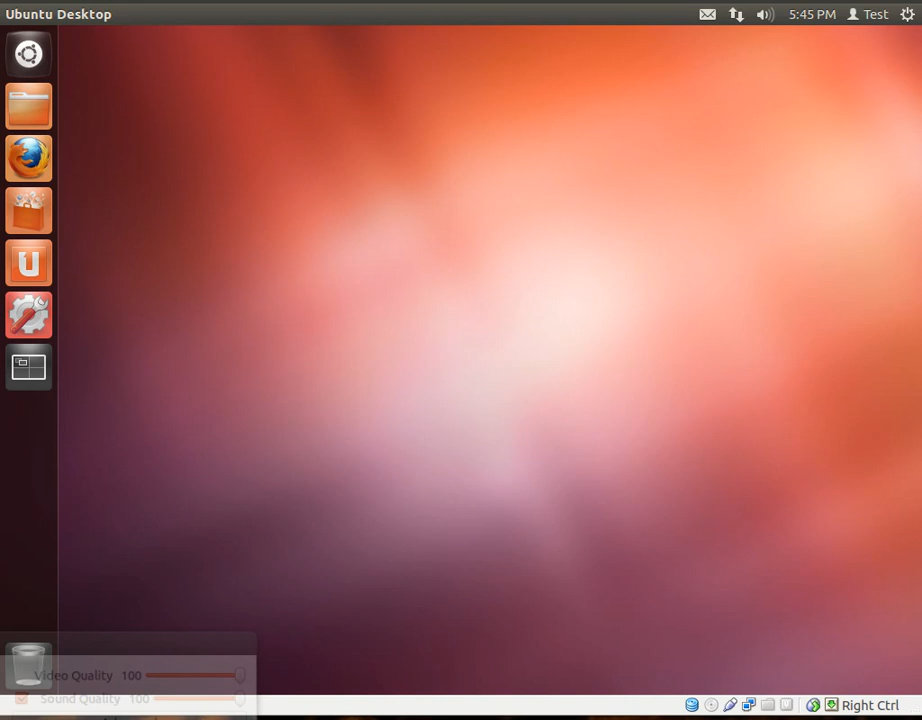 Ubuntu Desktop
5:45 PM Test
Video Quality 100
Sound Quality 100
Right Ctrl